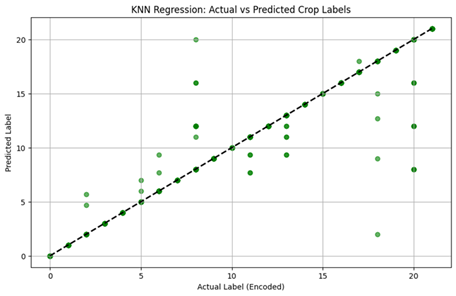 KNN Regression: Actual vs Predicted Crop Labels
20
15
10
5
0
Predicted Label
0 5 10 15 20
Actual Label (Encoded)